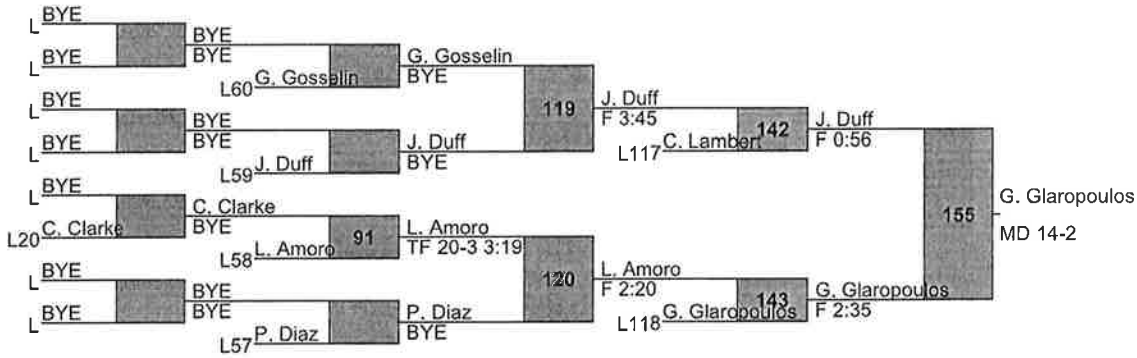 L BYE
BYE
BYE
L BYE
G. Gosselin
BYE
L60 G. Gosselin
L BYE
BYE
BYE
L BYE
119
J. Duff
F 3:45
J. Duff
BYE
L59 J. Duff
142
L117 C. Lambert
J. Duff
F 0:56
L BYE
C. Clarke
BYE
L20 C. Clarke
91
L58 L. Amoro
L. Amoro
TF 20-3 3:19
155
G. Glaropoulos
MD 14-2
L BYE
BYE
BYE
L BYE
120
L. Amoro
F 2:20
P. Diaz
BYE
L57 P. Diaz
143
L118 G. Glaropoulos
G. Glaropoulos
F 2:35